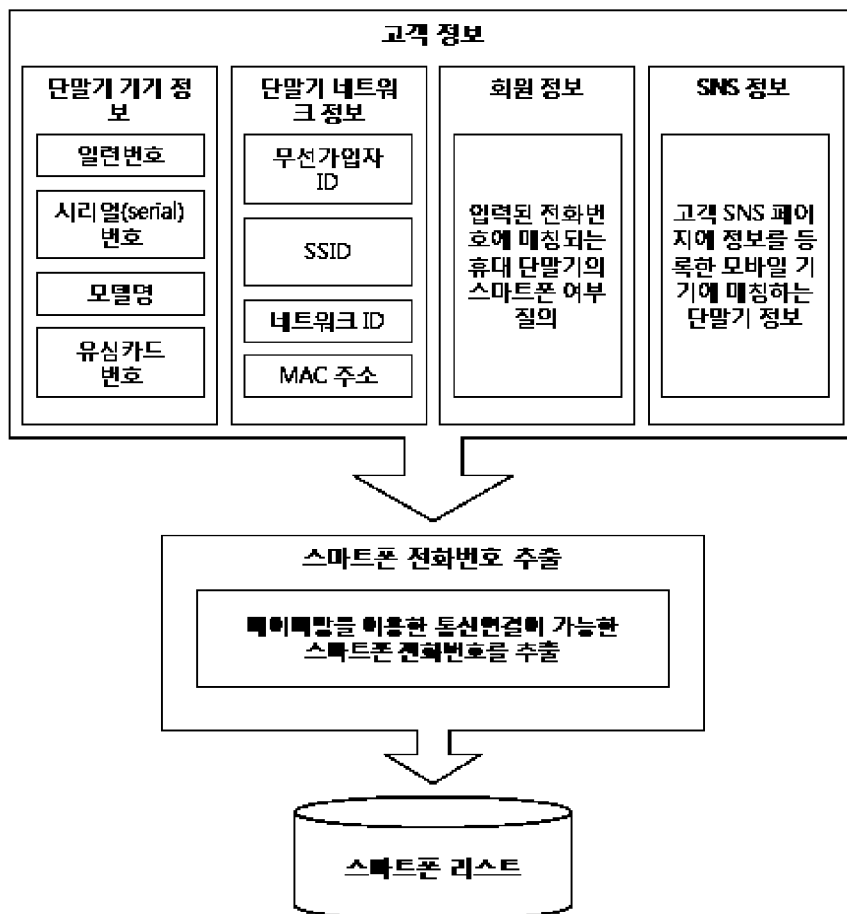 고객 정보
단말기 기기 정
보
일련번호
시리얼(serial)
번호
모델명
유심카드
번호
단말기 네트워
크 정보
무선가입자
ID
SSID
네트워크 ID
MAC 주소
회원 정보
입력된 전화번
호에 매칭되는
휴대 단말기의
스마트폰 여부
질의
SNS 정보
고객 SNS 페이
지에 정보를 등
록한 모바일 기
기에 매칭하는
단말기 정보
스마트폰 전화번호 추출
이용한 통신연결이 가능한
스마트폰 전화번호를 추출
스마트폰 리스트